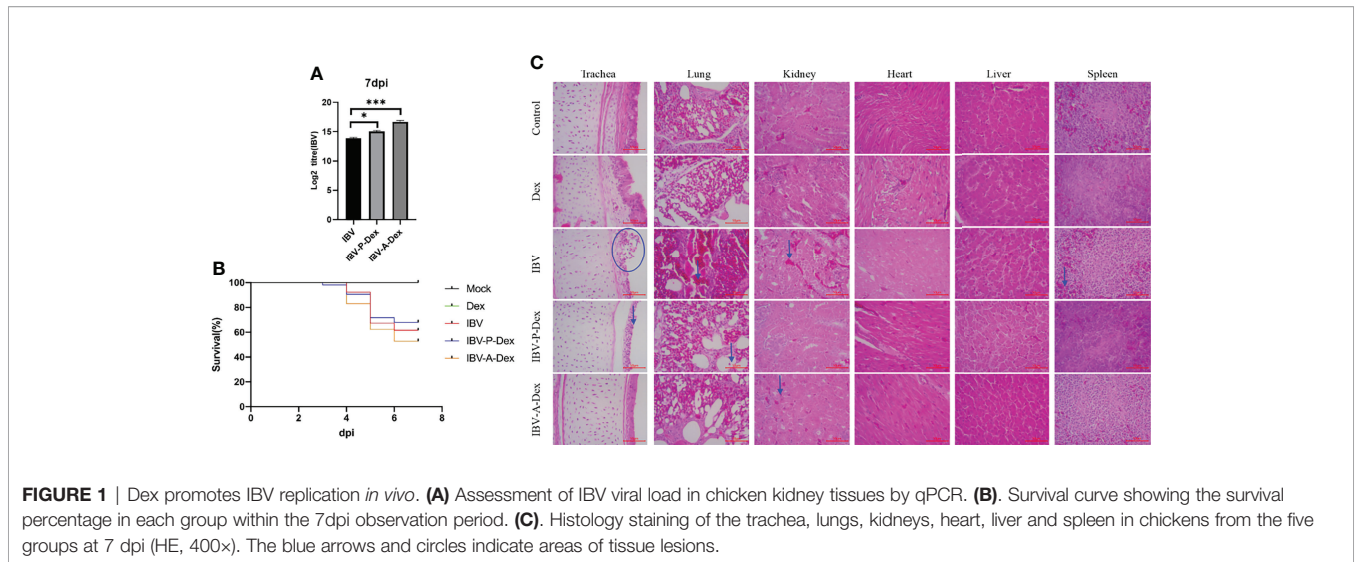 A
7dpi
***
*
Log2 titre(IBV)
20
15
10
5
0
IBV
IBV-P-Dex
IBV-A-Dex
B
Survival(%)
100
80
60
40
20
0
0 2 4 6 8
dpi
Mock
Dex
IBV
IBV-P-Dex
IBV-A-Dex
C
Trachea Lung Kidney Heart Liver Spleen
Control
Dex
IBV
IBV-P-Dex
IBV-A-Dex
FIGURE 1 | Dex promotes IBV replication in vivo. (A) Assessment of IBV viral load in chicken kidney tissues by qPCR. (B). Survival curve showing the survival
percentage in each group within the 7dpi observation period. (C). Histology staining of the trachea, lungs, kidneys, heart, liver and spleen in chickens from the five
groups at 7 dpi (HE, 400×). The blue arrows and circles indicate areas of tissue lesions.